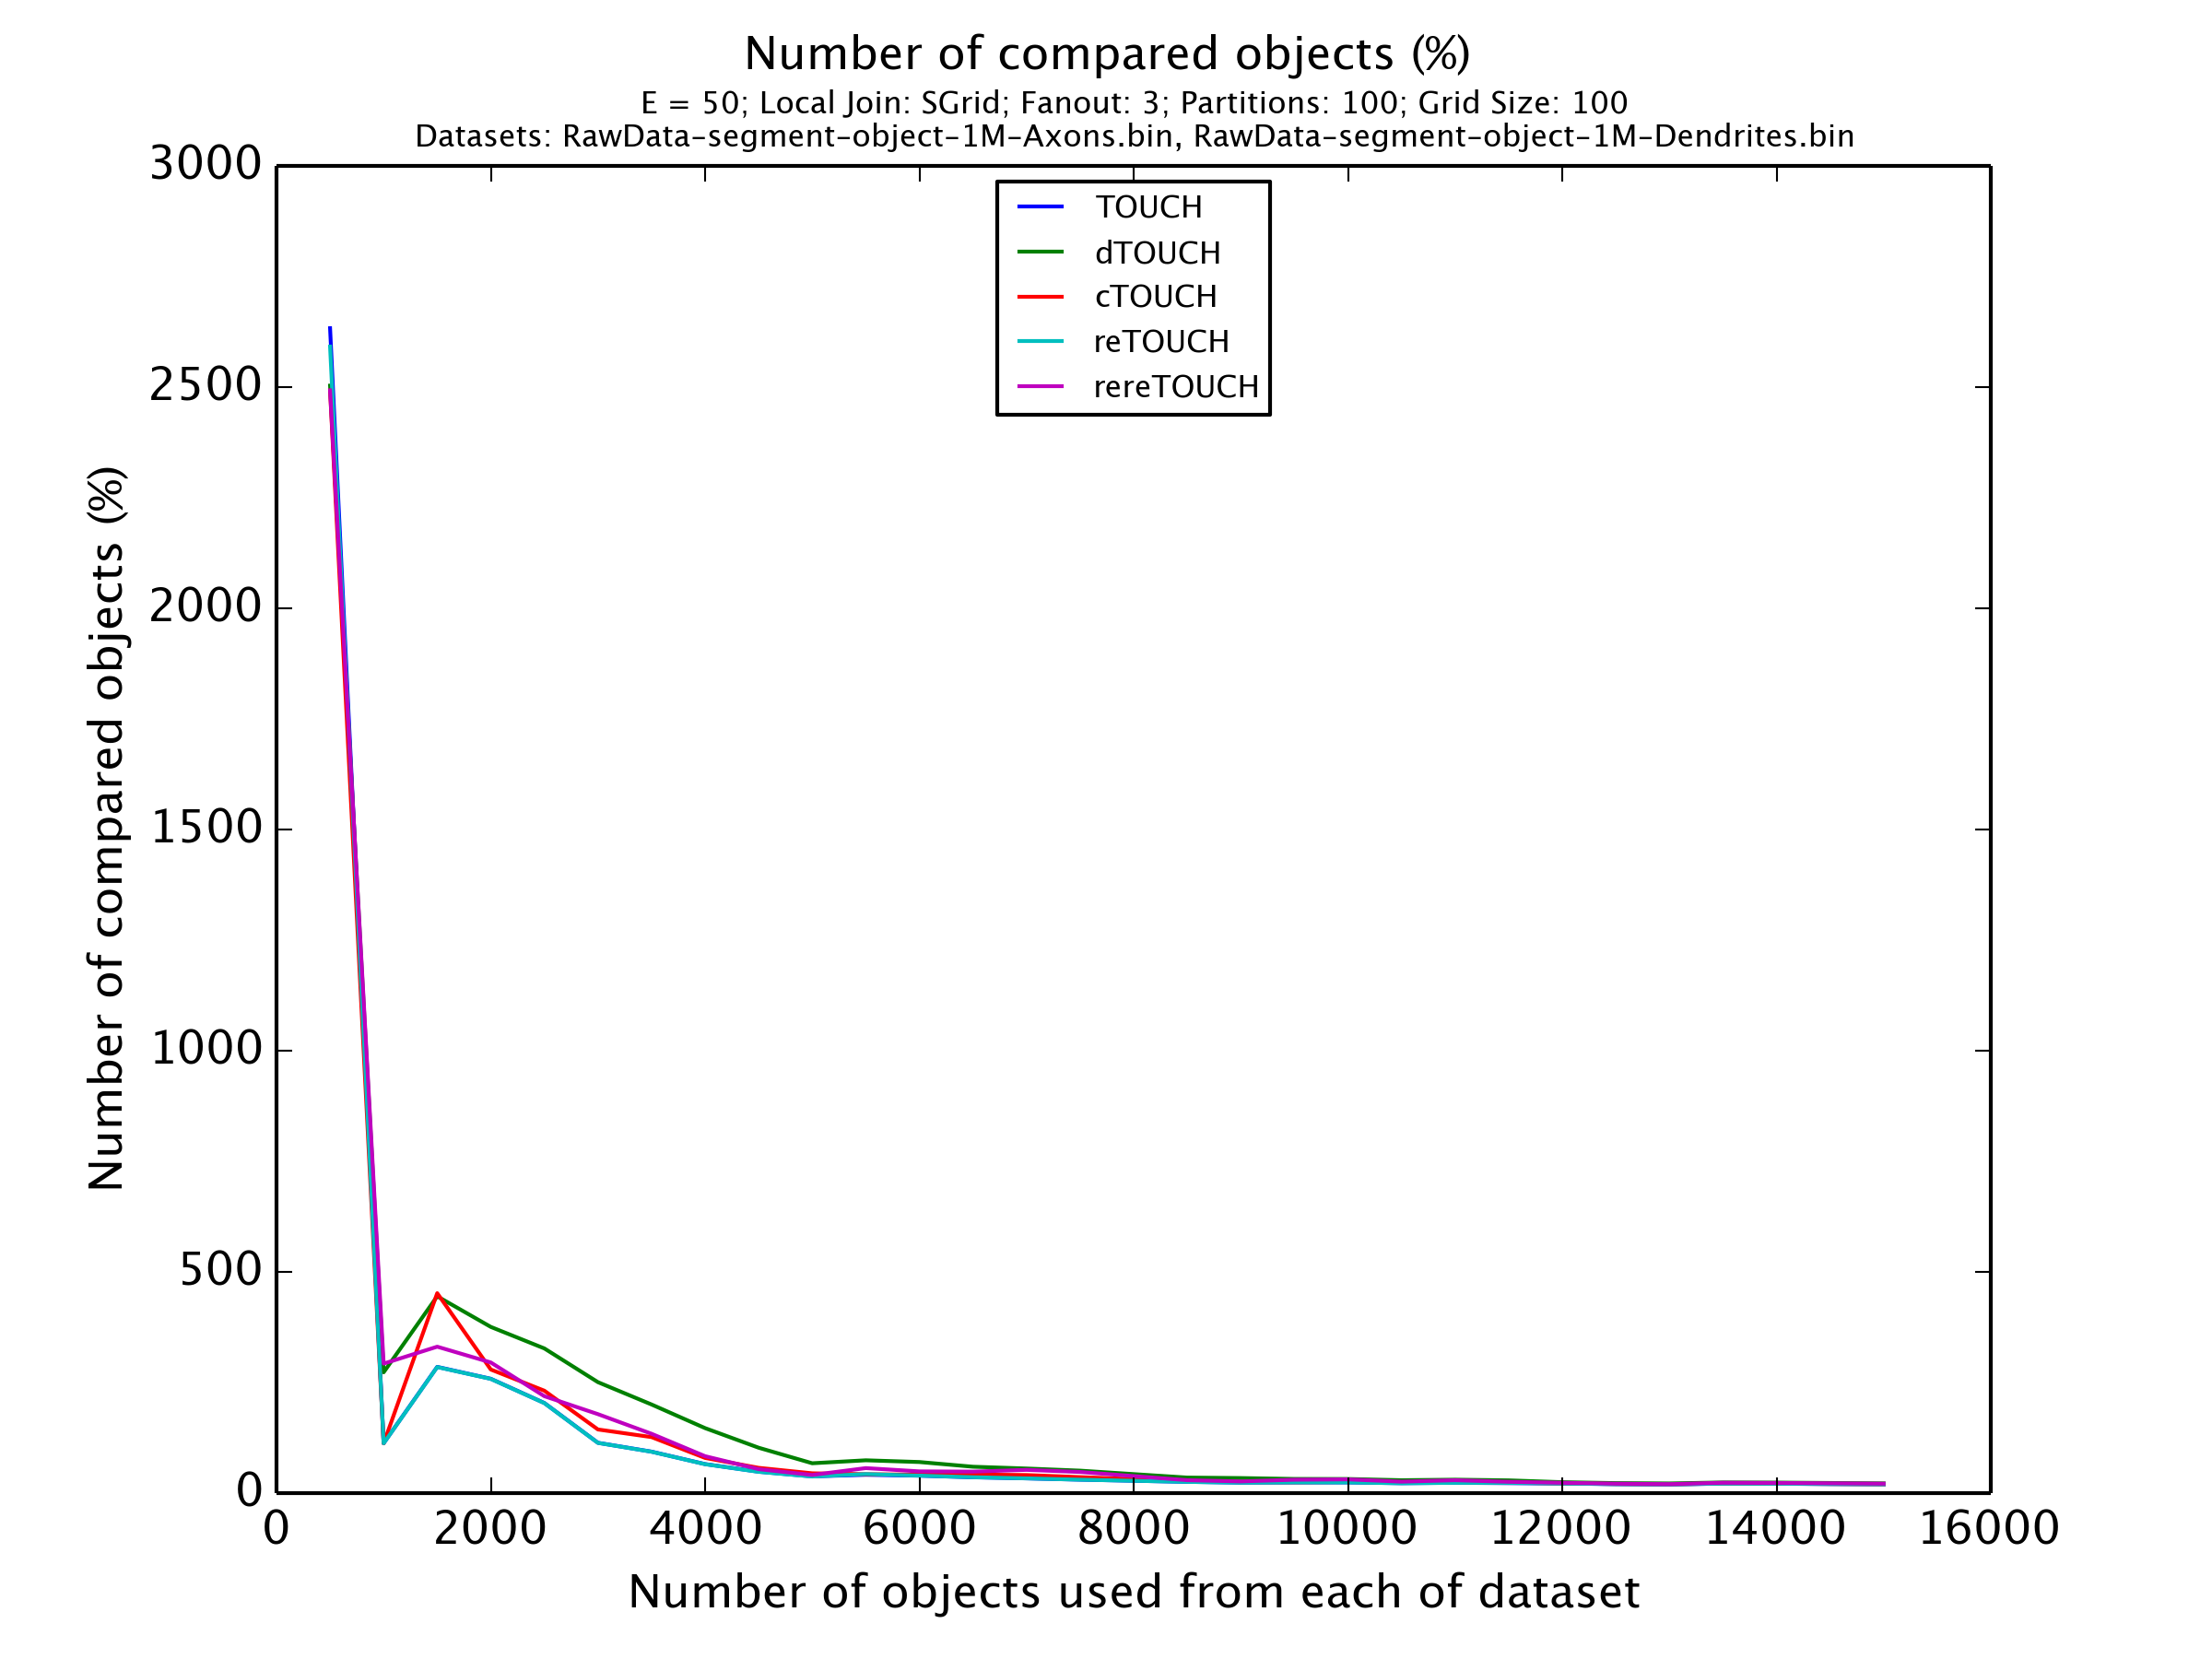 Number of compared objects (%)
E = 50; Local Join: SGrid; Fanout: 3; Partitions: 100; Grid Size: 100
Datasets: RawData-segment-object-1M-Axons.bin, RawData-segment-object-1M-Dendrites.bin
TOUCH
dTOUCH
cTOUCH
reTOUCH
rereTOUCH
Number of compared objects (%)
3000
2500
2000
1500
1000
500
0
0 2000 4000 6000 8000 10000 12000 14000 16000
Number of objects used from each of dataset